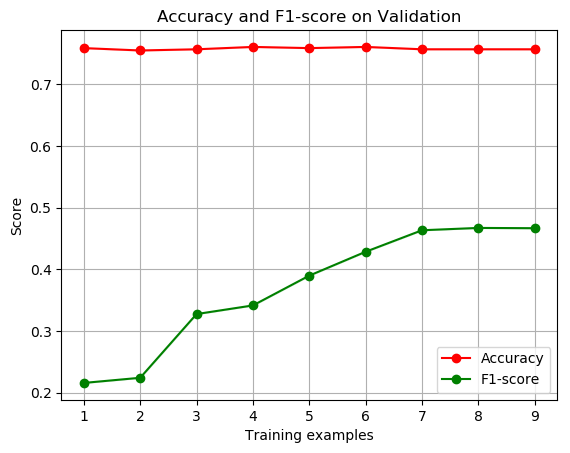 Accuracy and F1-score on Validation
Score
0.7
0.6
0.5
0.4
0.3
0.2
Accuracy
F1-score
1 2 3 4 5 6 7 8 9
Training examples